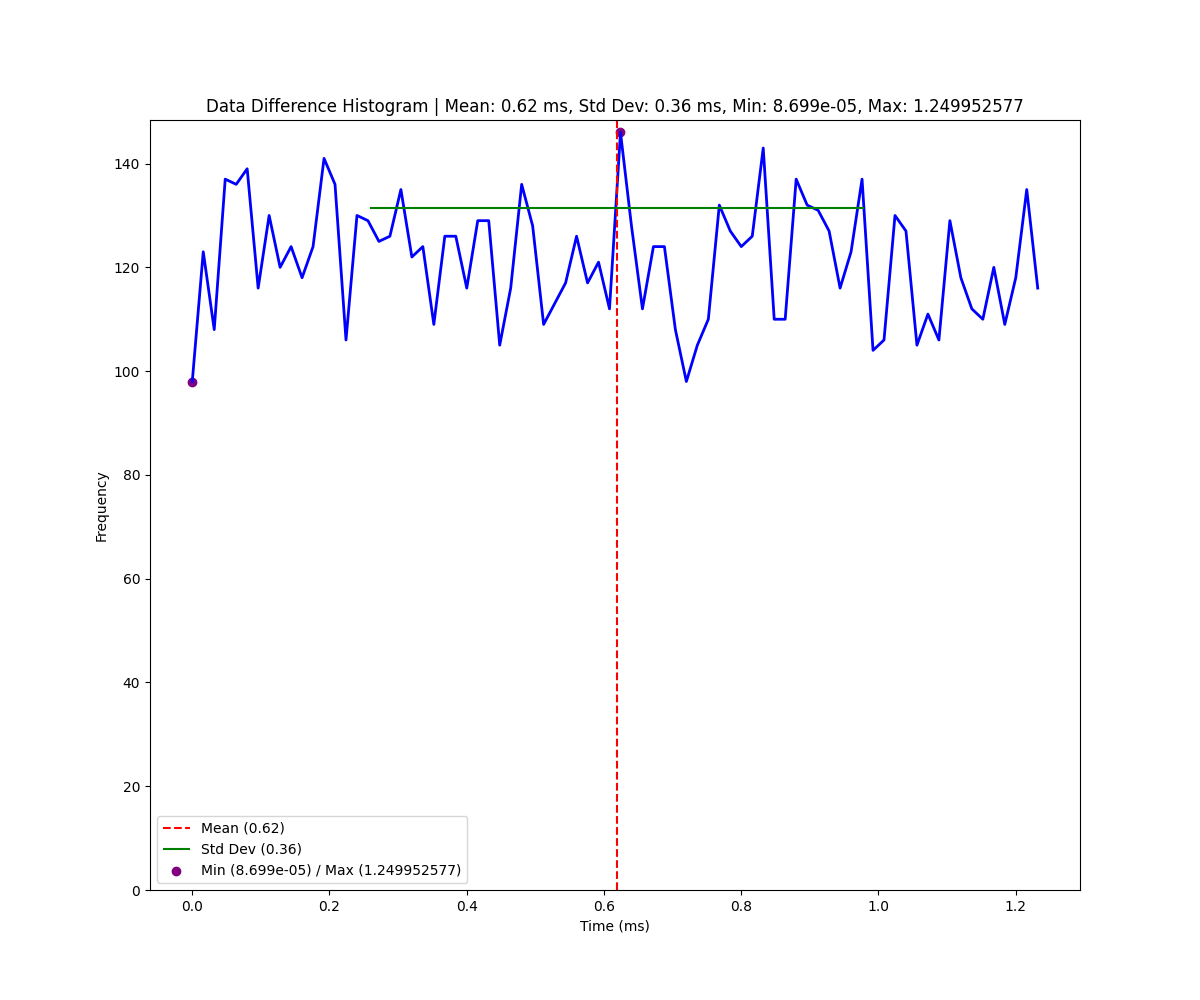 Data Difference Histogram | Mean: 0.62 ms, Std Dev: 0.36 ms, Min: 8.699e-05, Max: 1.249952577
140
120
100
80
60
40
20
0
Frequency
Mean (0.62)
Std Dev (0.36)
Min (8.699e-05) / Max (1.249952577)
0.0 0.2 0.4 0.6 0.8 1.0 1.2
Time (ms)